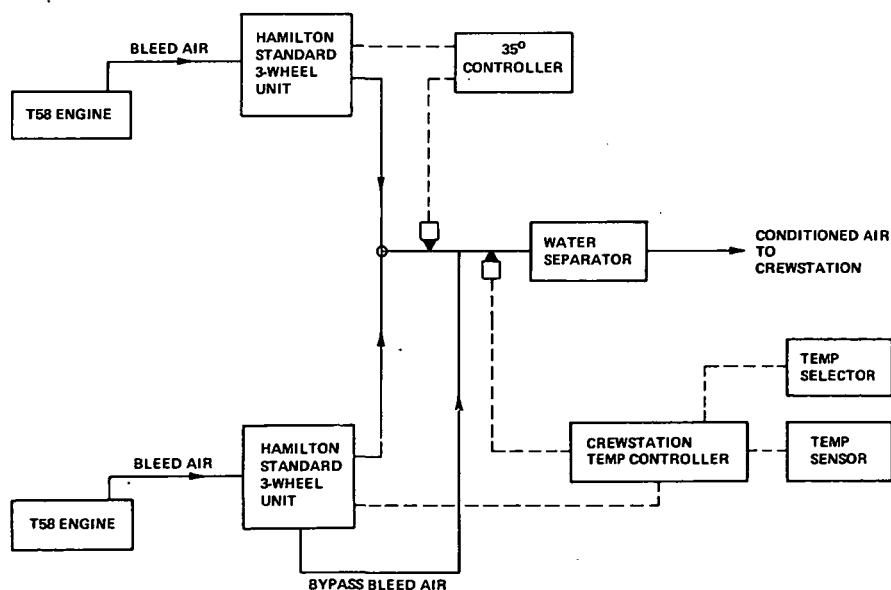 BLEED AIR
HAMILTON
STANDARD
3-WHEEL
UNIT
35º
CONTROLLER
T58 ENGINE
WATER
SEPARATOR
CONDITIONED AIR
TO
CREWSTATION
TEMP
SELECTOR
BLEED AIR
HAMILTON
STANDARD
3-WHEEL
UNIT
CREWSTATION
TEMP CONTROLLER
TEMP
SENSOR
T58 ENGINE
BYPASS BLEED AIR